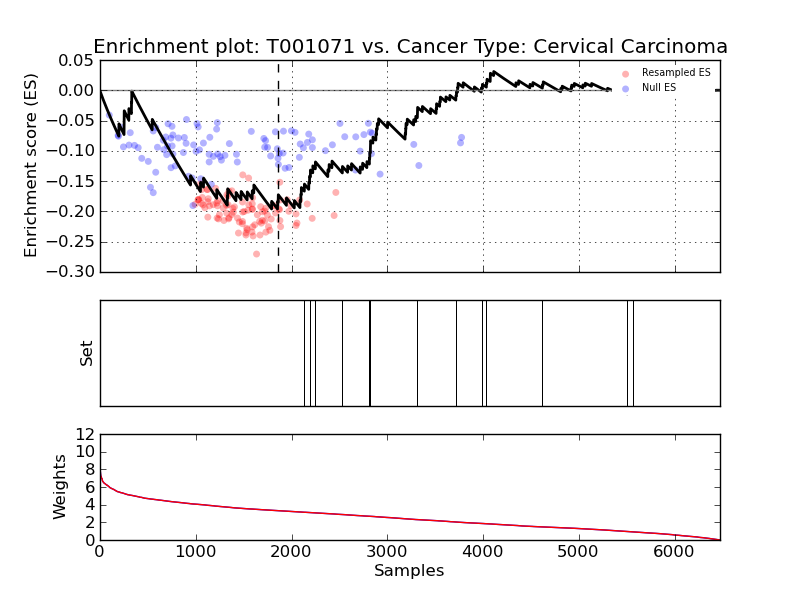 Enrichment plot: T001071 vs. Cancer Type: Cervical Carcinoma
Enrichment score (ES)
0.05
0.00
−0.05
−0.10
−0.15
−0.20
−0.25
−0.30
Resampled ES
Null ES
Set
Weights
12
10
8
6
4
2
0
0 1000 2000 3000 4000 5000 6000
Samples